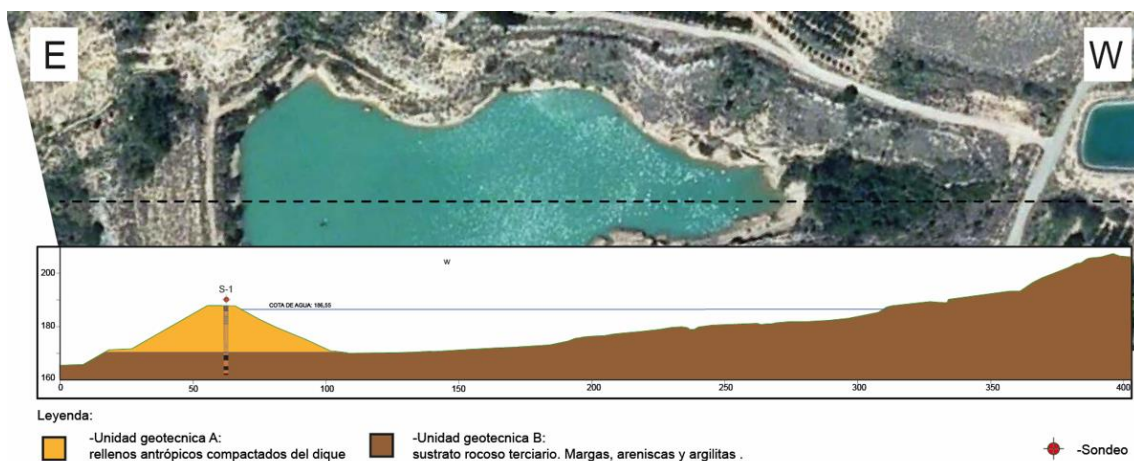 E
W
W
200
S-1
COTA DE AGUA: 186,55
180
160
0
50
100
150
200
250
300
350
400
Leyenda:
-Unidad geotecnica A:
rellenos antrópicos compactados del dique
-Unidad geotecnica B:
sustrato rocoso terciario. Margas, areniscas y argilitas .
-Sondeo